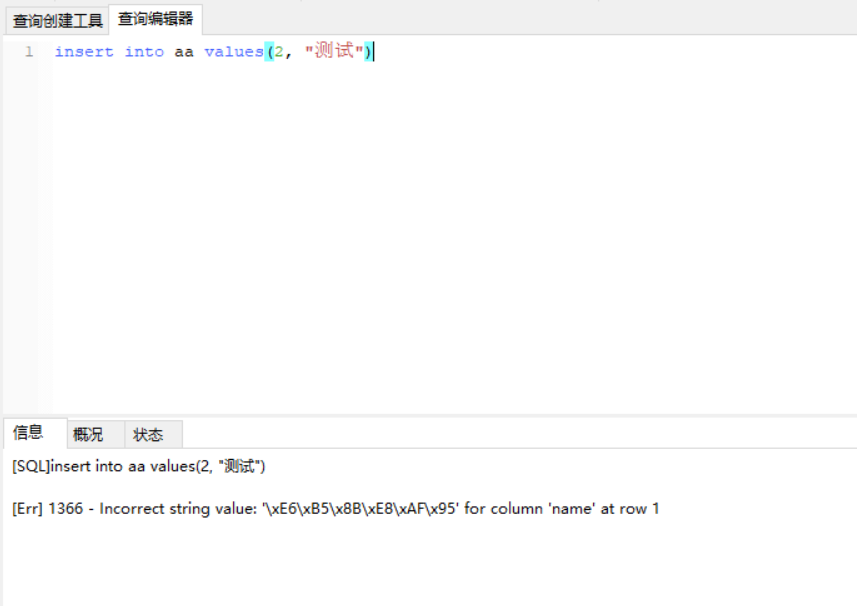 查询创建工具 查询编辑器
1 insert into aa values(2, "测试")
信息 概况 状态
[SQL]insert into aa values(2, "测试")
[Err] 1366 - Incorrect string value: '\xE6\xB5\x8B\xE8\xAF\x95' for column 'name' at row 1